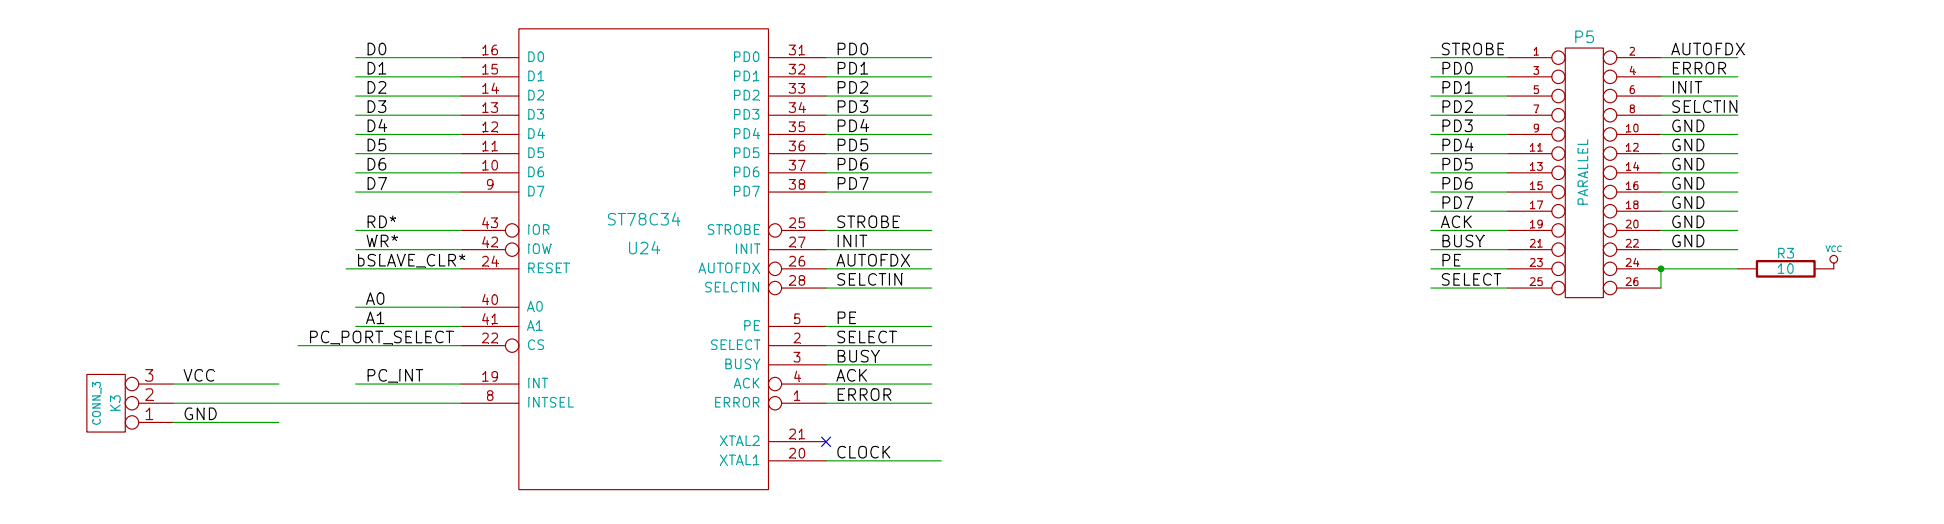 D0 16 D0 PD0 31 PD0
D1 15 D1 PD1 32 PD1
D2 14 D2 PD2 33 PD2
D3 13 D3 PD3 34 PD3
D4 12 D4 PD4 35 PD4
D5 11 D5 PD5 36 PD5
D6 10 D6 PD6 37 PD6
D7 9 D7 PD7 38 PD7
ST78C34
U24
RD* 43 IOR STROBE 25 STROBE
WR* 42 IOW INIT 27 INIT
bSLAVE_CLR* 24 RESET AUTOFDX 26 AUTOFDX
SELCTIN 28 SELCTIN
A0 40 A0
A1 41 A1 PE 5 PE
PC_PORT_SELECT 22 CS SELECT 2 SELECT
BUSY 3 BUSY
PC_INT 19 INT ACK 4 ACK
8 INTSEL ERROR 1 ERROR
XTAL2 21
XTAL1 20 CLOCK
CONN_3
K3
3 VCC
2
1 GND
P5
PARALLEL
STROBE 1 2 AUTOFDX
PD0 3 4 ERROR
PD1 5 6 INIT
PD2 7 8 SELCTIN
PD3 9 10 GND
PD4 11 12 GND
PD5 13 14 GND
PD6 15 16 GND
PD7 17 18 GND
ACK 19 20 GND
BUSY 21 22 GND
PE 23 24
SELECT 25 26
R3
10
VCC